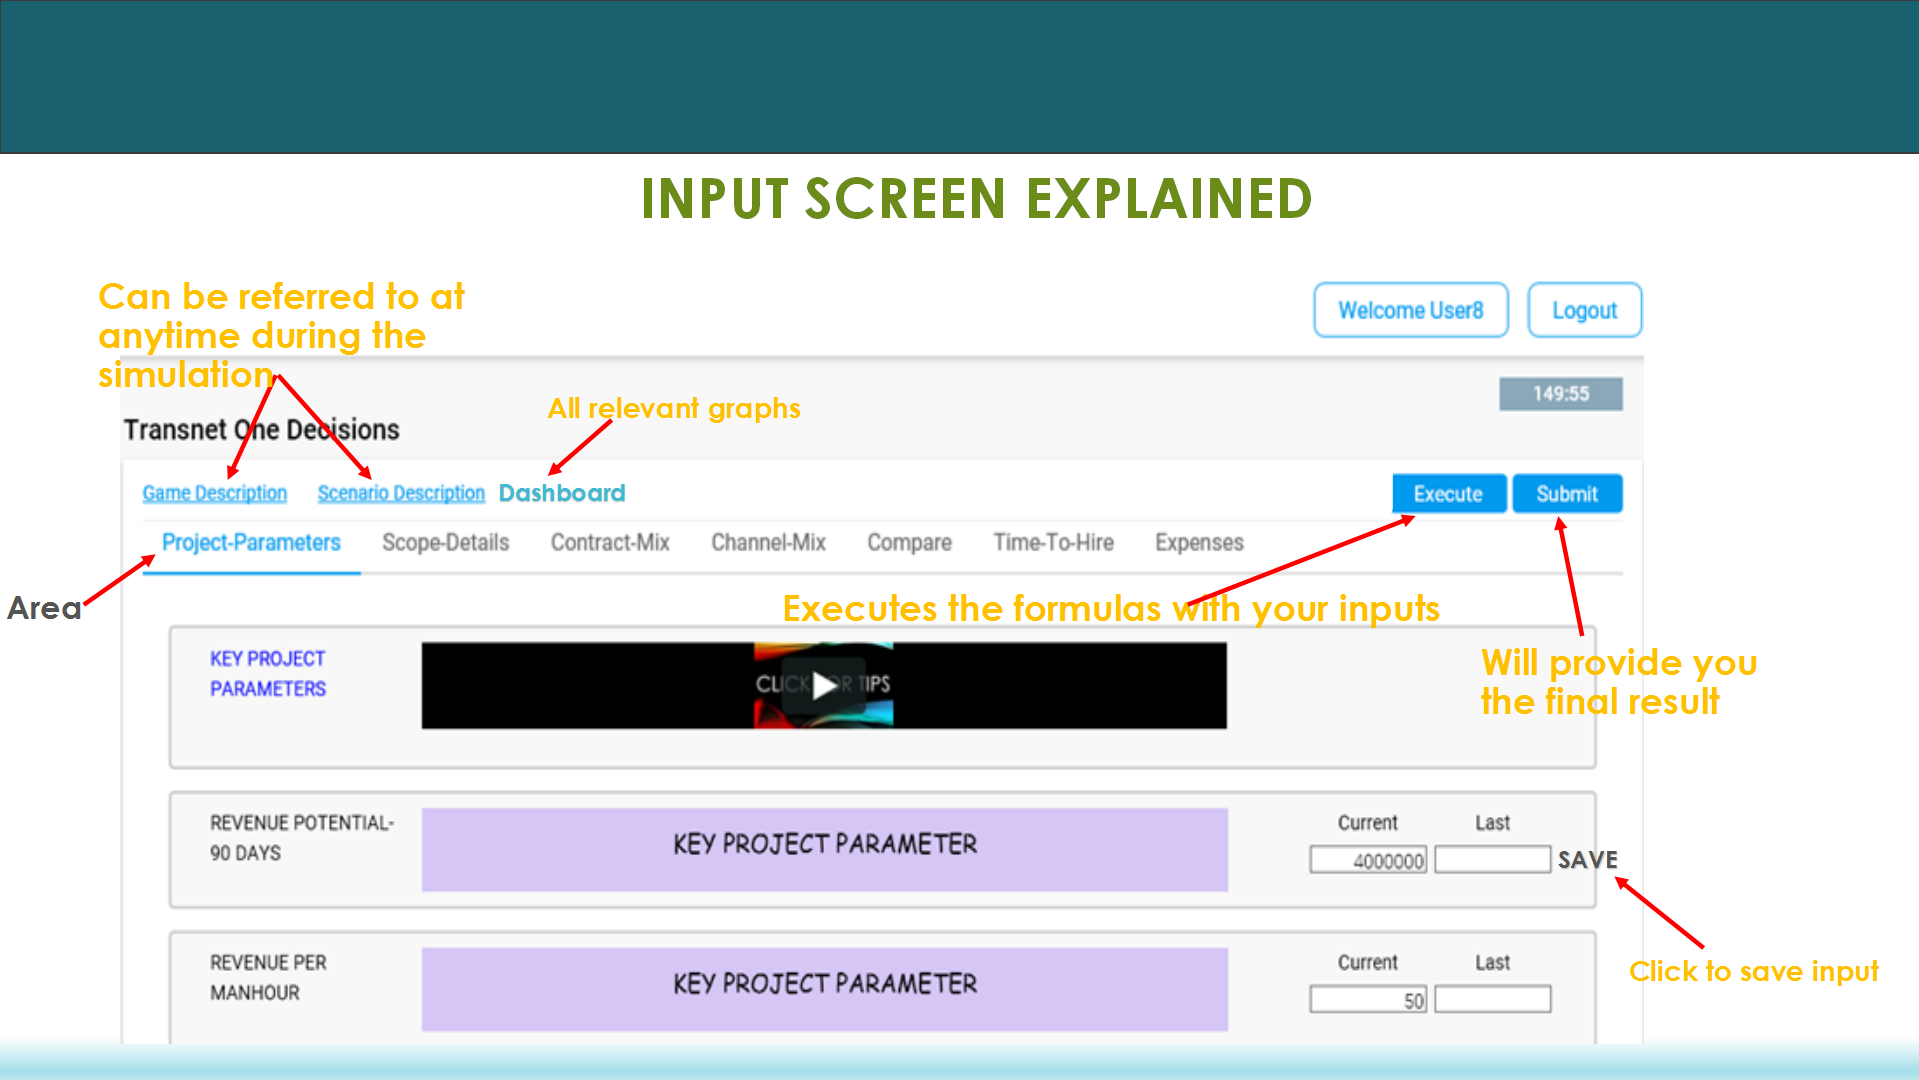 INPUT SCREEN EXPLAINED
Can be referred to at
anytime during the
simulation
Welcome User8
Logout
149:55
All relevant graphs
Transnet One Decisions
Game Description
Scenario Description
Dashboard
Execute
Submit
Project-Parameters
Scope-Details
Contract-Mix
Channel-Mix
Compare
Time-To-Hire
Expenses
Area
Executes the formulas with your inputs
Will provide you
the final result
KEY PROJECT
PARAMETERS
CLICK FOR TIPS
REVENUE POTENTIAL-
90 DAYS
KEY PROJECT PARAMETER
Current
Last
4000000
SAVE
Click to save input
REVENUE PER
MANHOUR
KEY PROJECT PARAMETER
Current
Last
50